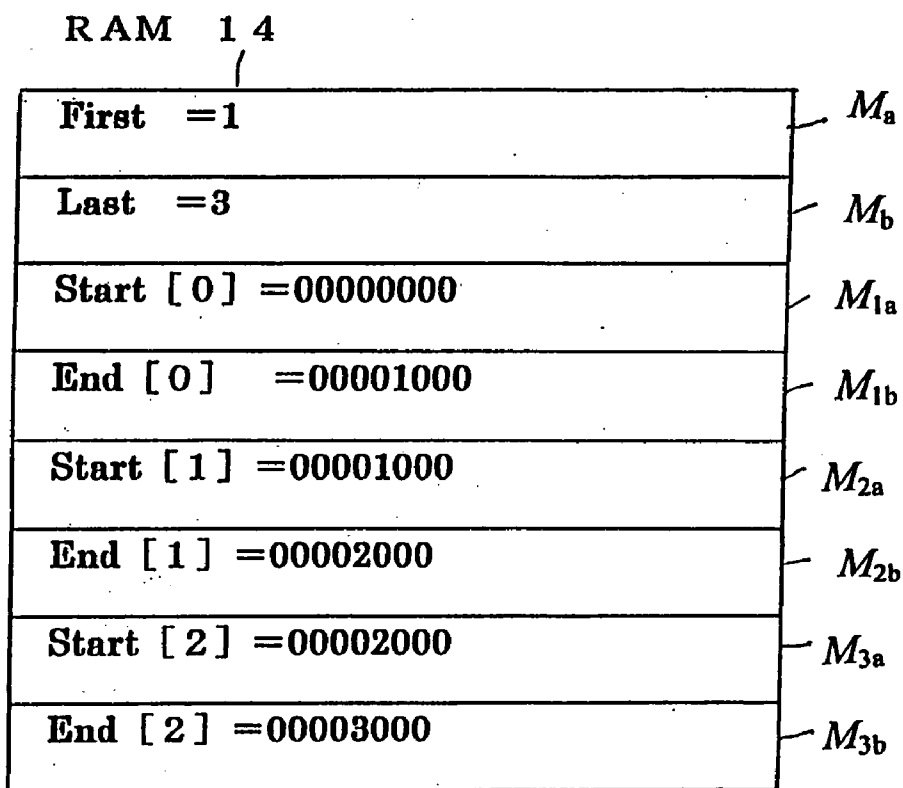 RAM 14
First =1 Ma
Last =3 Mb
Start [0] =00000000 M1a
End [0] =00001000 M1b
Start [1] =00001000 M2a
End [1] =00002000 M2b
Start [2] =00002000 M3a
End [2] =00003000 M3b